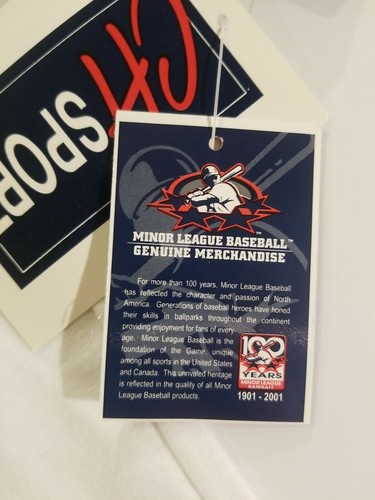 CH
SPORT
MINOR LEAGUE BASEBALL™
GENUINE MERCHANDISE
For more than 100 years, Minor League Baseball
has reflected the character and passion of North
America. Generations of baseball heroes have honed
their skills in ballparks throughout the continent
providing enjoyment for fans of every
age. Minor League Baseball is the
foundation of the Game, unique
among all sports in the United States
and Canada. This unrivaled heritage
is reflected in the quality of all Minor
League Baseball products.
100
YEARS
MINOR LEAGUE
BASEBALL
1901 - 2001